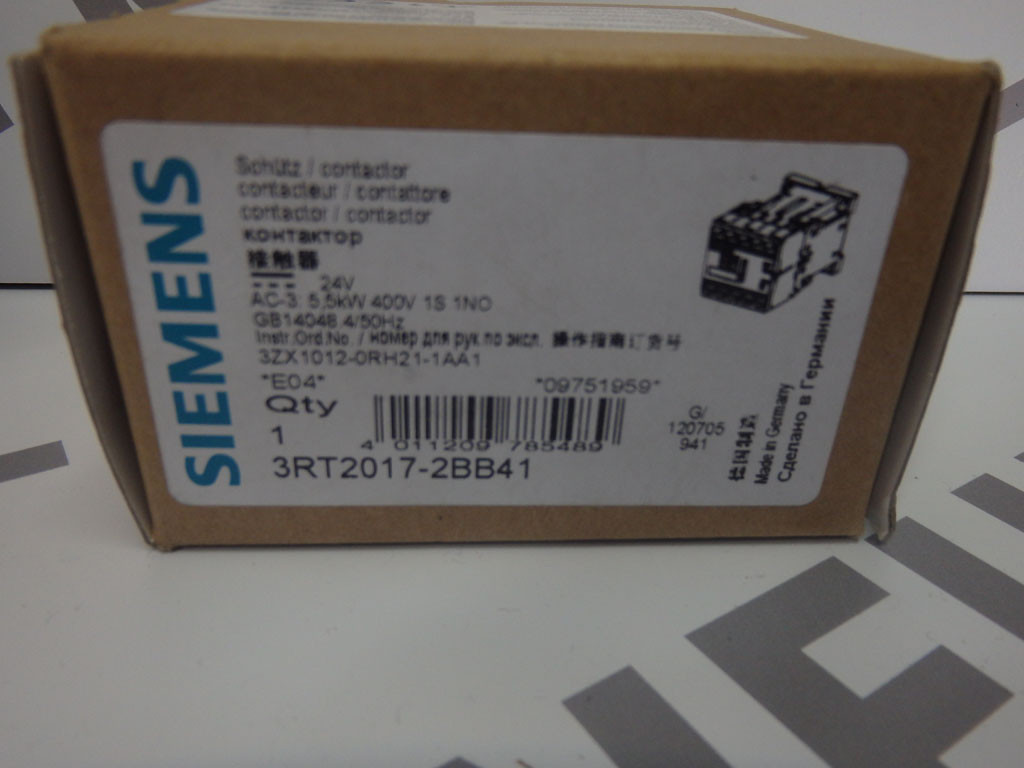 SIEMENS
Schütz / contactor
contacteur / contattore
contactor / contactor
контактор
接触器
24V
AC-3: 5,5kW 400V 1S 1NO
GB14048.4/50Hz
Instr.Ord.No. / номер для рук по эксп. 操作指南订货号
3ZX1012-0RH21-1AA1
*E04* *09751959*
Qty
1
4 011209 785489
3RT2017-2BB41
G/
120705
941
德国制造
Made in Germany
Сделано в Германии